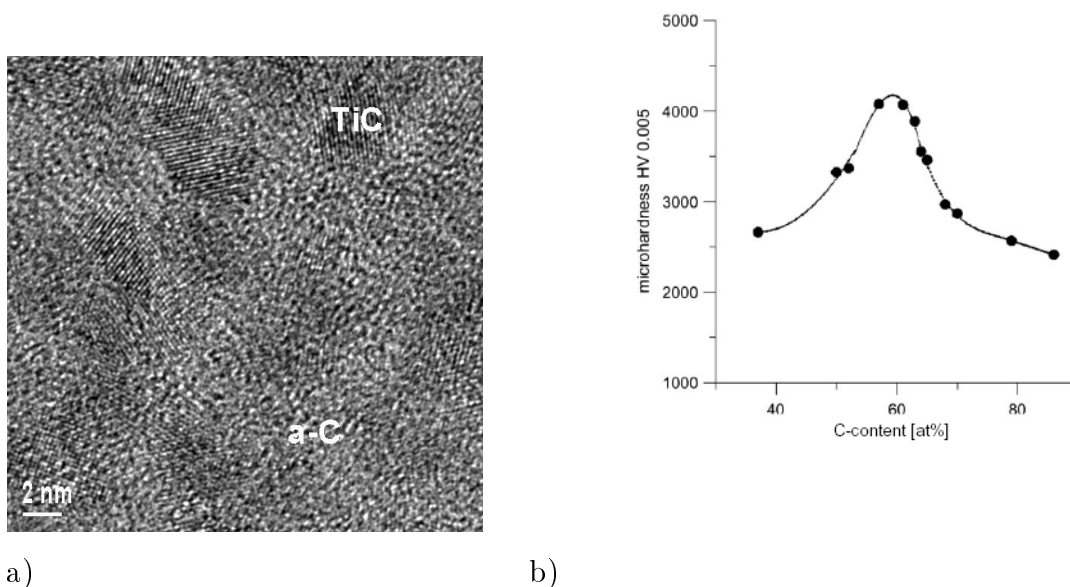 TiC
a-C
2 nm
a)
5000
4000
3000
2000
1000
microhardness HV 0.005
40 60 80
C-content [at%]
b)